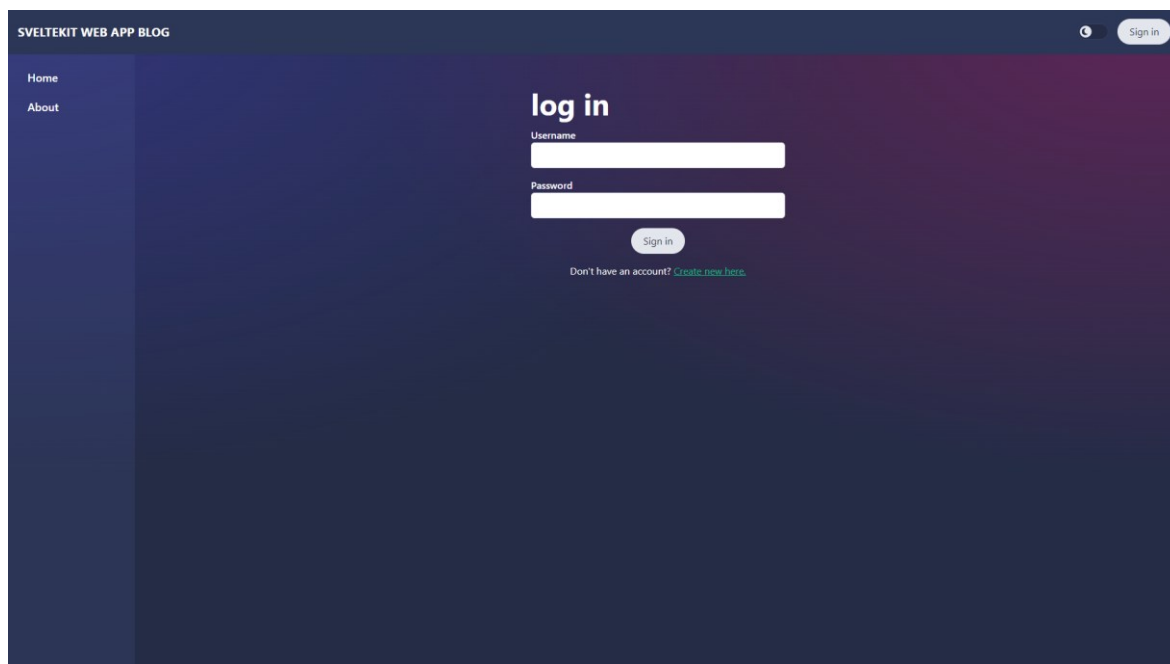 SVELTEKIT WEB APP BLOG
Sign in
Home
About
log in
Username
Password
Sign in
Don't have an account? Create new here.